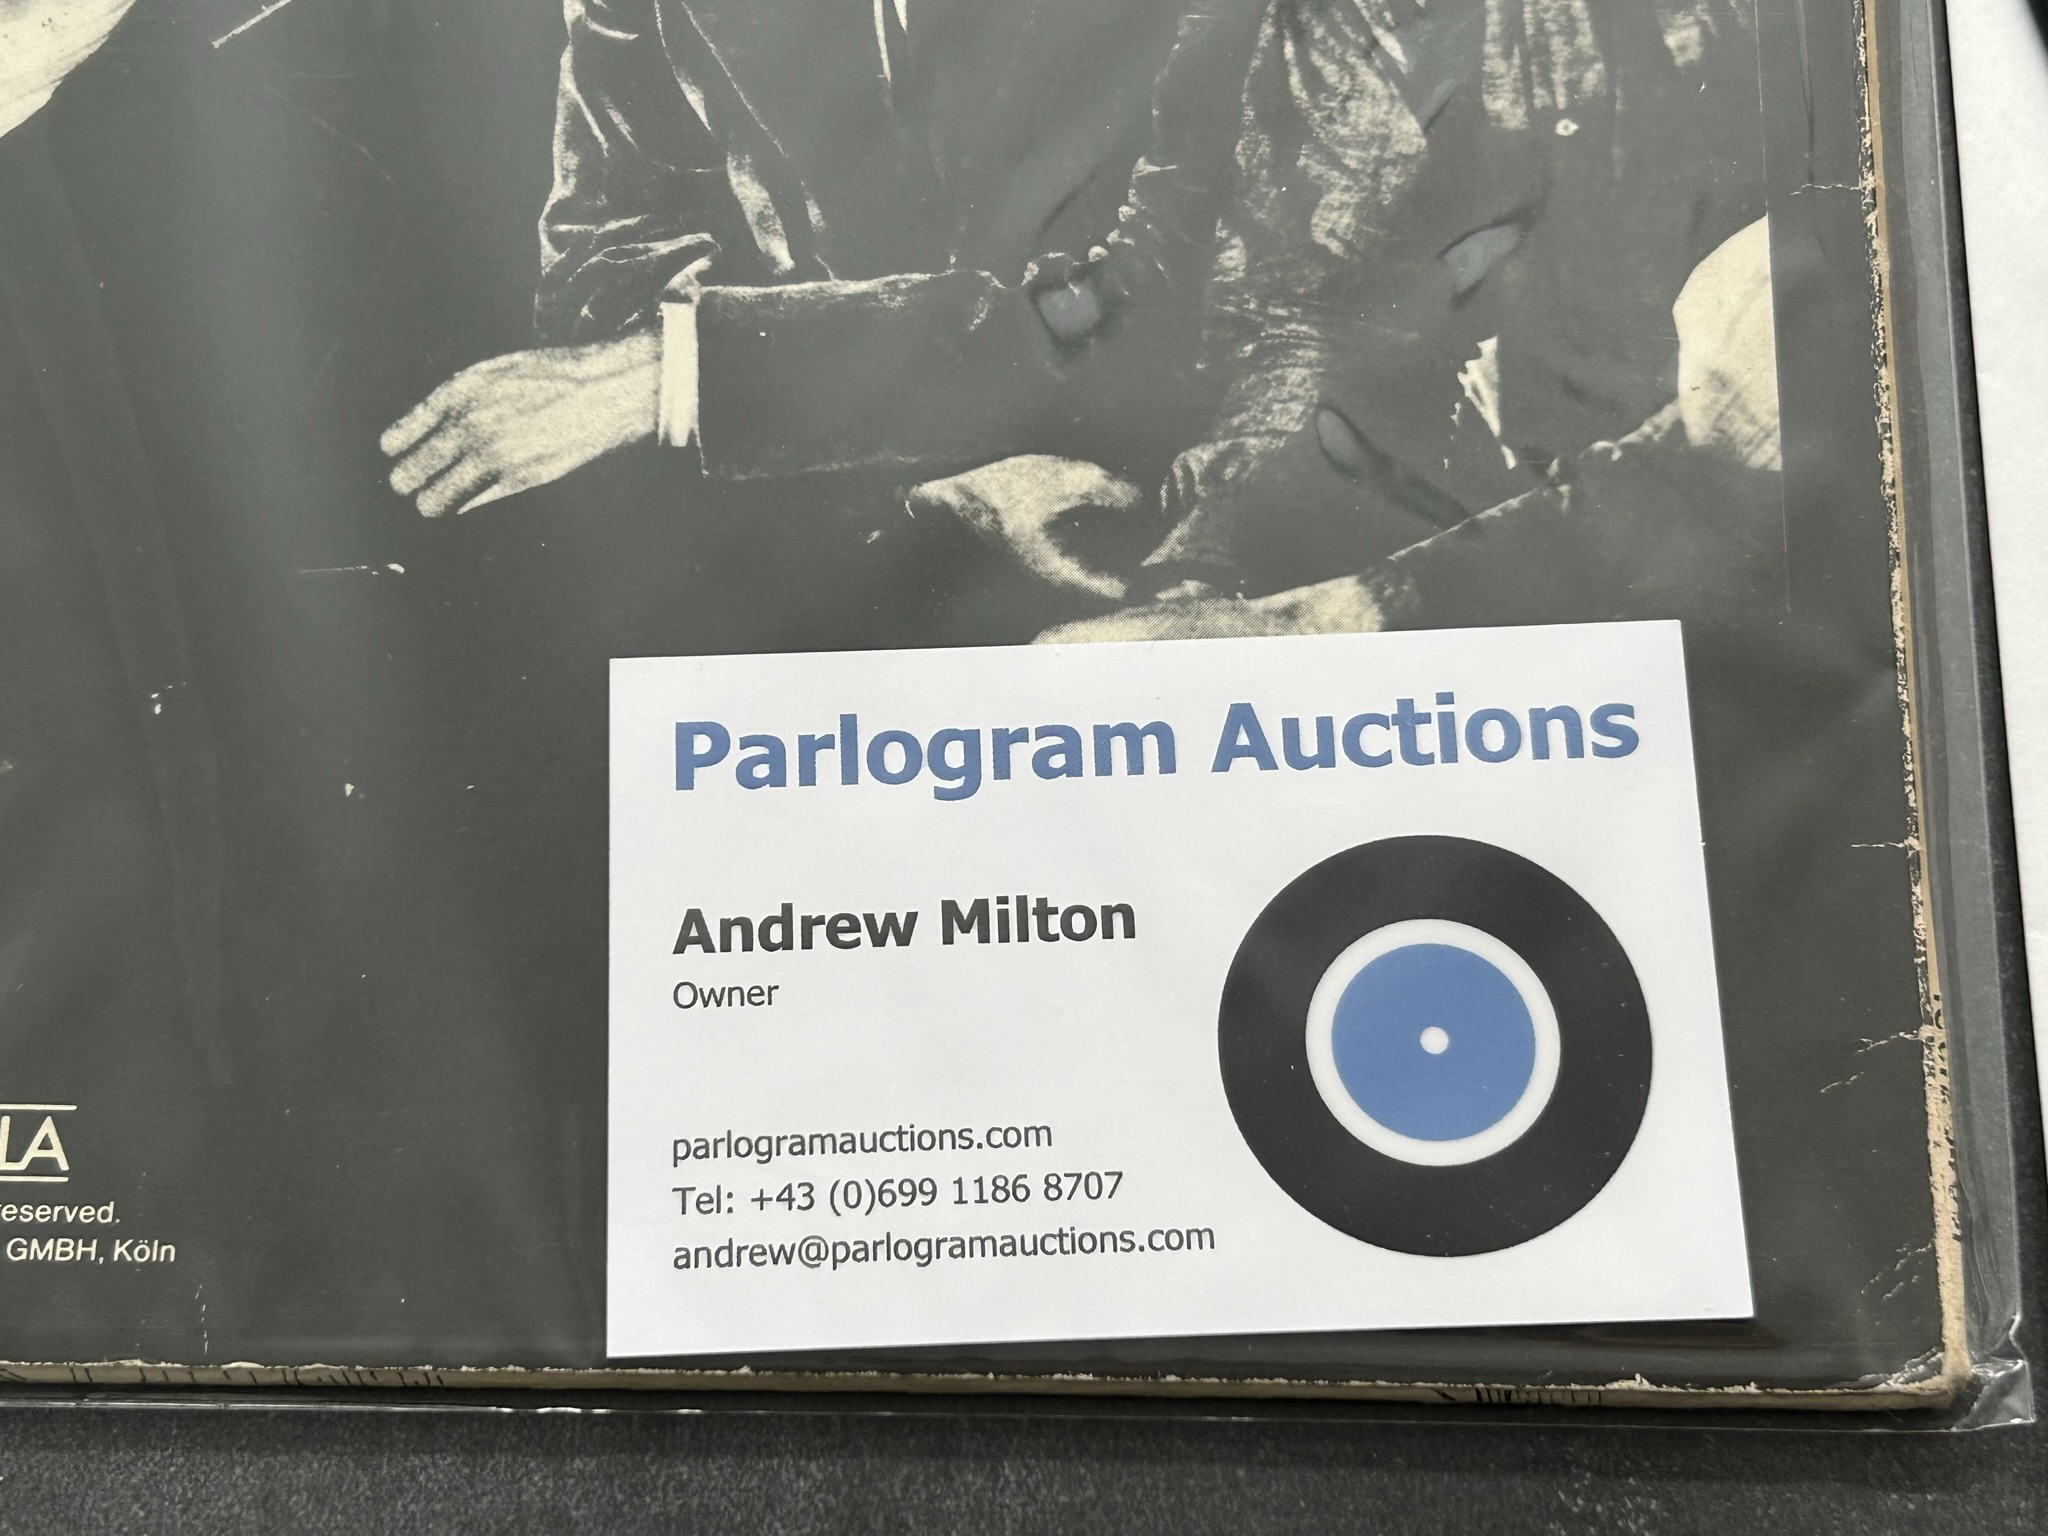 Parlogram Auctions
Andrew Milton
Owner
parlogramauctions.com
Tel: +43 (0)699 1186 8707
andrew@parlogramauctions.com
GMBH, Köln